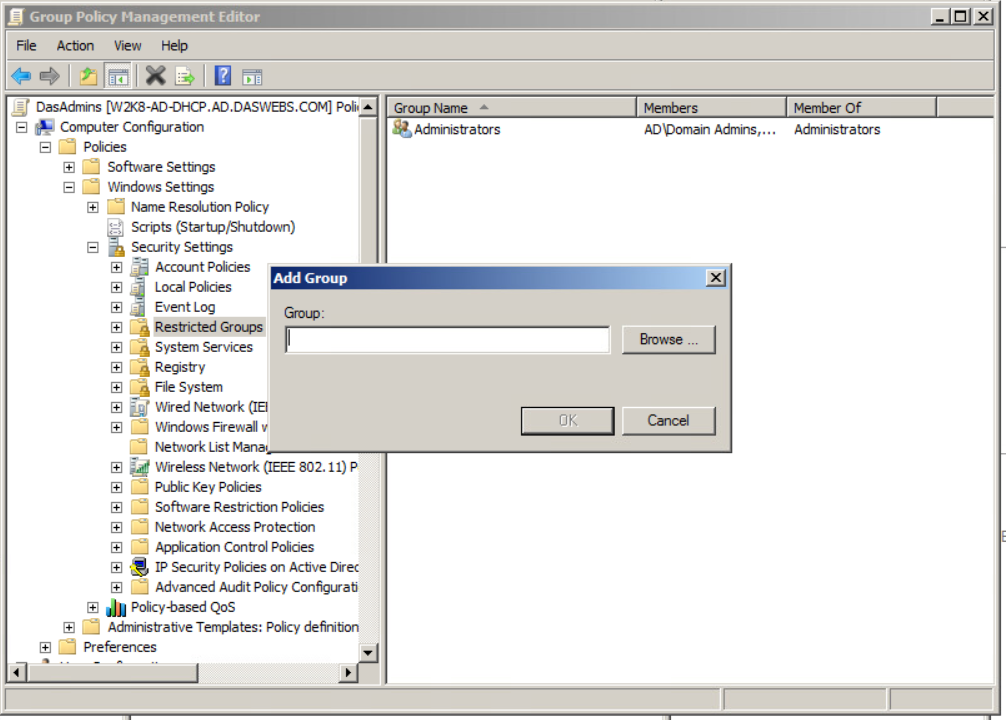 Group Policy Management Editor
File Action View Help
DasAdmins [W2K8-AD-DHCP.AD.DASWEBS.COM] Poli
Computer Configuration
Policies
Software Settings
Windows Settings
Name Resolution Policy
Scripts (Startup/Shutdown)
Security Settings
Account Policies
Local Policies
Event Log
Restricted Groups
System Services
Registry
File System
Wired Network (IEE
Windows Firewall w
Network List Manag
Wireless Network (IEEE 802.11) P
Public Key Policies
Software Restriction Policies
Network Access Protection
Application Control Policies
IP Security Policies on Active Direc
Advanced Audit Policy Configurati
Policy-based QoS
Administrative Templates: Policy definition
Preferences
Group Name Members Member Of
Administrators AD\Domain Admins,... Administrators
Add Group
Group:
Browse ...
OK Cancel